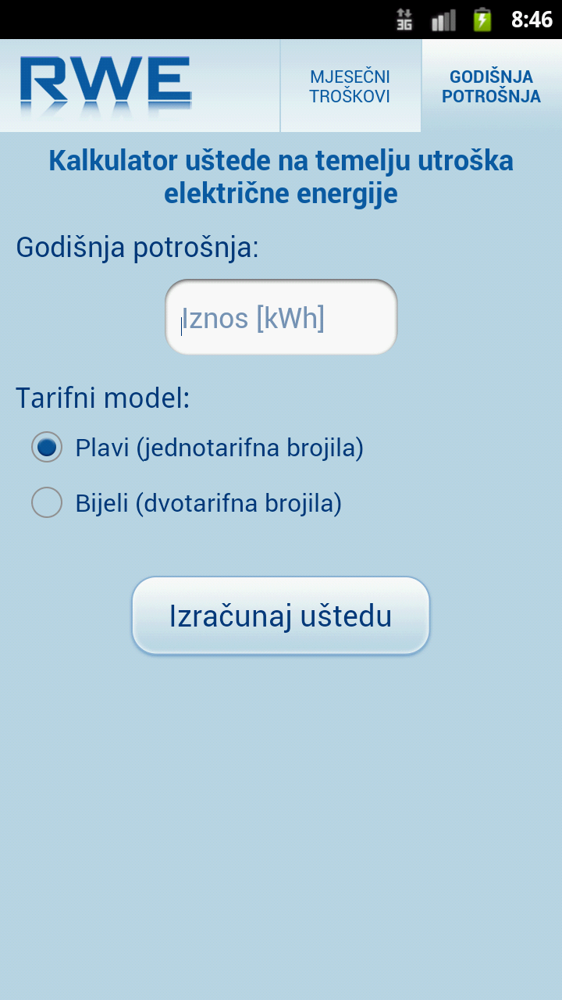 3G
8:46
RWE
MJESEČNI
TROŠKOVI
GODIŠNJA
POTROŠNJA
Kalkulator uštede na temelju utroška
električne energije
Godišnja potrošnja:
Iznos [kWh]
Tarifni model:
Plavi (jednotarifna brojila)
Bijeli (dvotarifna brojila)
Izračunaj uštedu